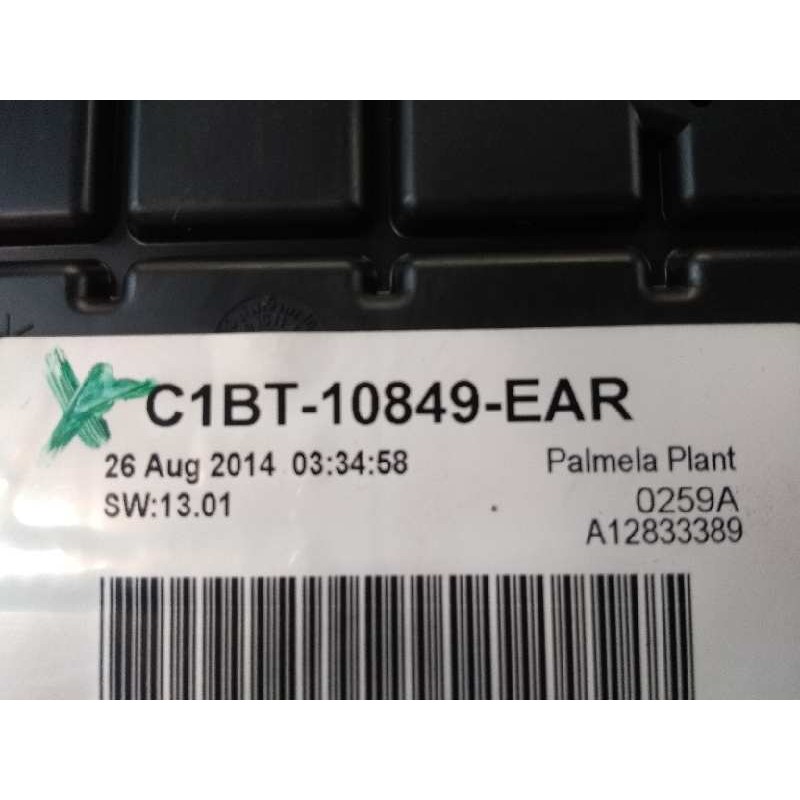 C1BT-10849-EAR
26 Aug 2014 03:34:58 Palmela Plant
SW:13.01 0259A
A12833389